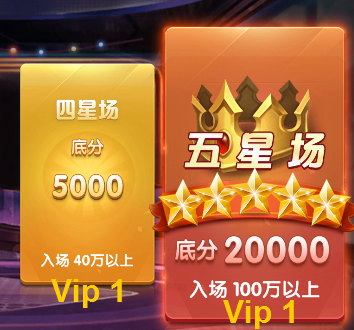 四星场
底分
5000
入场 40万以上
Vip 1
五星场
底分 20000
入场 100万以上
Vip 1